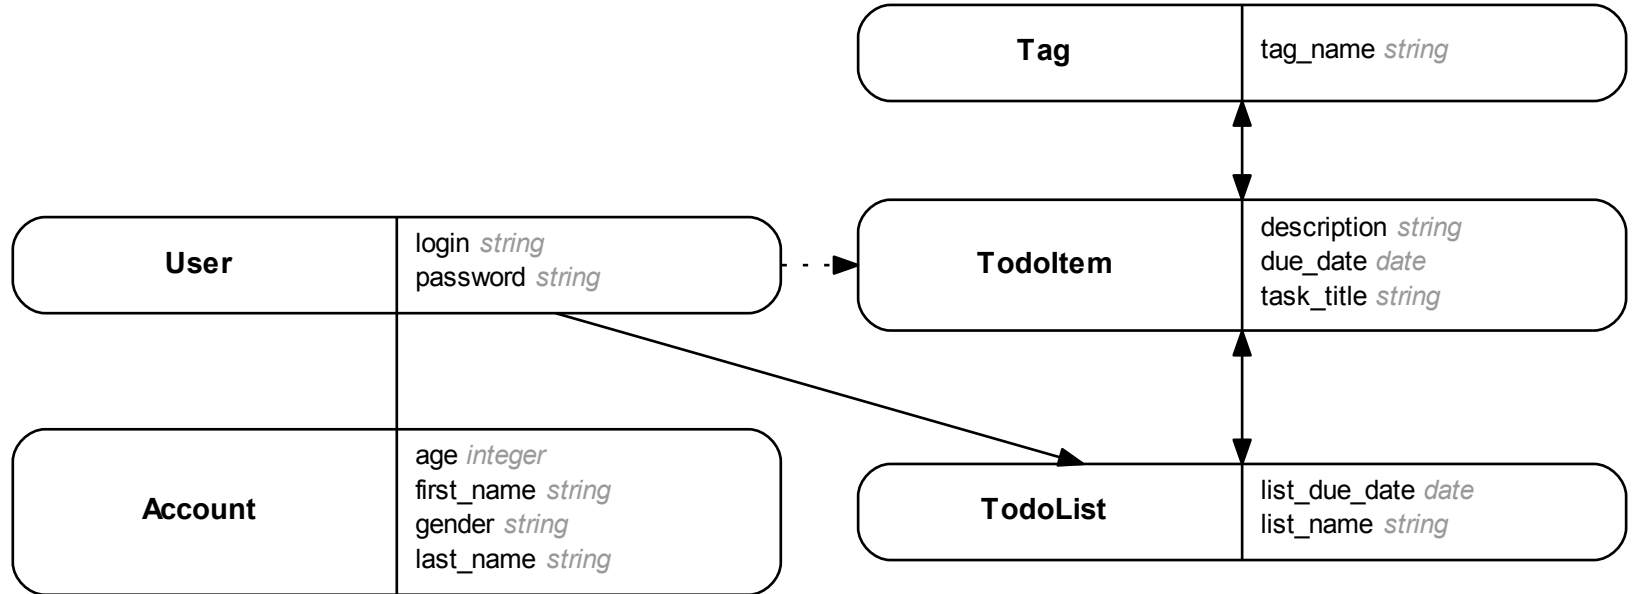 Tag
tag_name string
User
login string
password string
TodoItem
description string
due_date date
task_title string
Account
age integer
first_name string
gender string
last_name string
TodoList
list_due_date date
list_name string